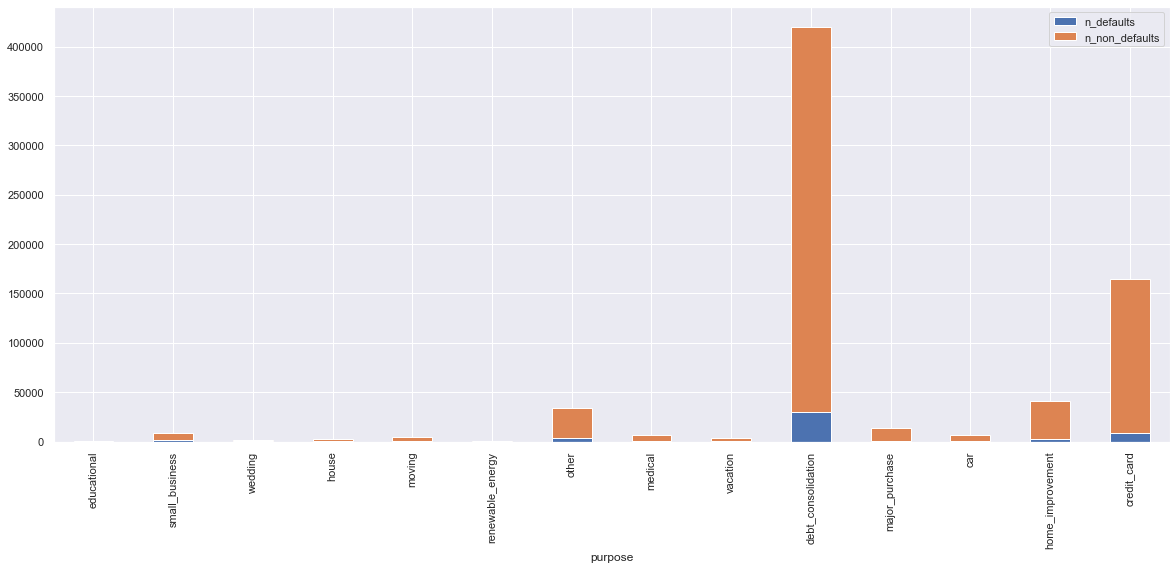 n_defaults
n_non_defaults
400000
350000
300000
250000
200000
150000
100000
50000
0
educational
small_business
wedding
house
moving
renewable_energy
other
medical
vacation
debt_consolidation
major_purchase
car
home_improvement
credit_card
purpose